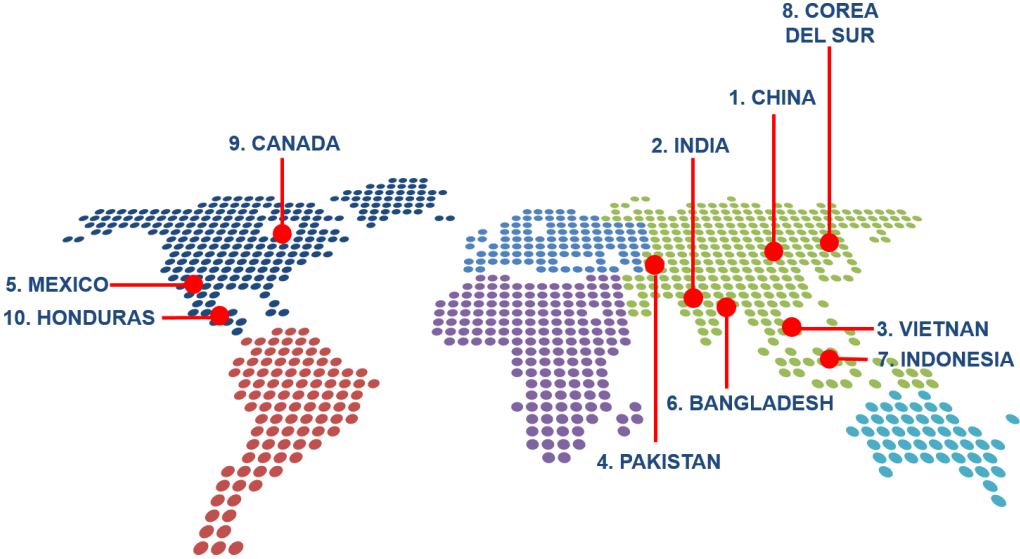 8. COREA
DEL SUR
1. CHINA
9. CANADA
2. INDIA
5. MEXICO
10. HONDURAS
3. VIETNAN
7. INDONESIA
6. BANGLADESH
4. PAKISTAN